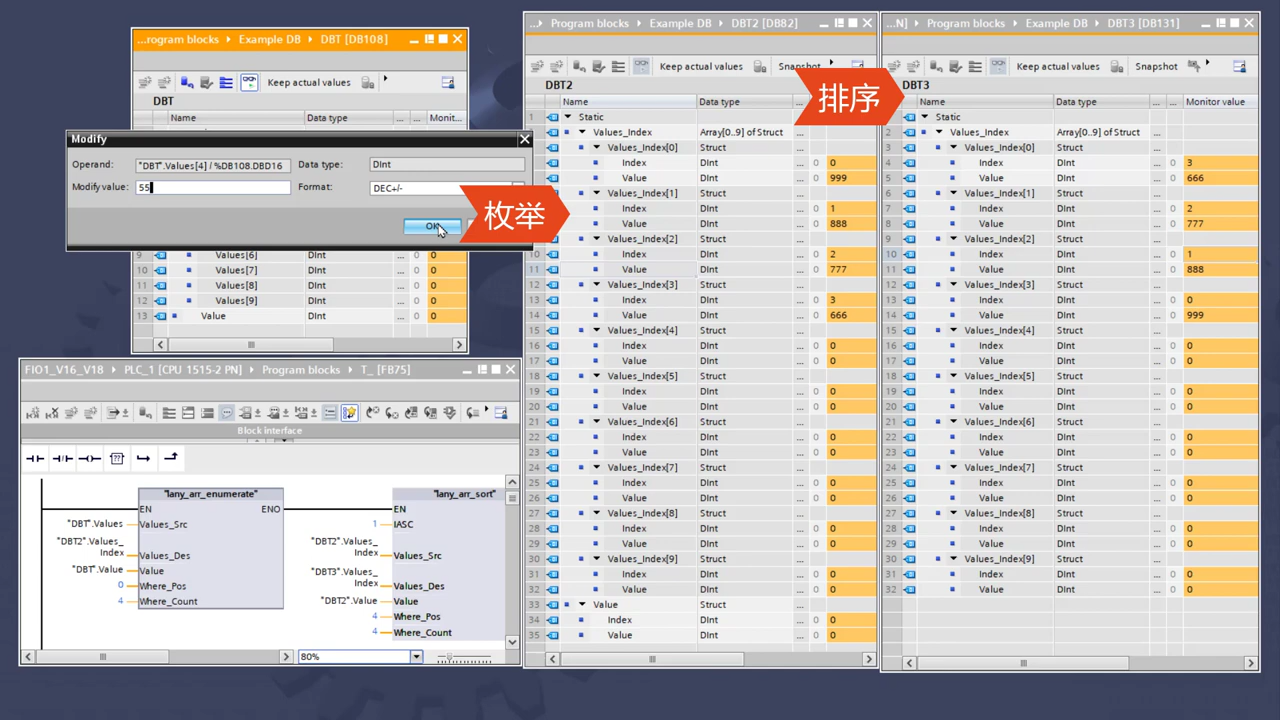 ...rogram blocks Example DB DBT [DB108]
Keep actual values
DBT
Name Data type ... ... Monit...
Modify
Operand: "DBT".Values[4] / %DB108.DBD16 Data type: DInt
Modify value: 55 Format: DEC+/-
OK
枚举
9 Values[6] DInt ... 0 0
10 Values[7] DInt ... 0 0
11 Values[8] DInt ... 0 0
12 Values[9] DInt ... 0 0
13 Value DInt ... 0 0
FIO1_V16_V18 PLC_1 [CPU 1515-2 PN] Program blocks T_ [FB75]
Block interface
"lany_arr_enumerate"
EN ENO
"DBT".Values Values_Src
"DBT2".Values_
Index Values_Des
"DBT".Value Value
0 Where_Pos
4 Where_Count
"lany_arr_sort"
EN
1 IASC
"DBT2".Values_
Index Values_Src
"DBT3".Values_
Index Values_Des
"DBT2".Value Value
4 Where_Pos
4 Where_Count
80%
... Program blocks Example DB DBT2 [DB82]
Keep actual values Snapshot
DBT2
Name Data type ...
1 Static
2 Values_Index Array[0..9] of Struct ...
3 Values_Index[0] Struct ...
4 Index DInt ... 0 0
5 Value DInt ... 0 999
6 Values_Index[1] Struct ...
7 Index DInt ... 0 1
8 Value DInt ... 0 888
9 Values_Index[2] Struct ...
10 Index DInt ... 0 2
11 Value DInt ... 0 777
12 Values_Index[3] Struct ...
13 Index DInt ... 0 3
14 Value DInt ... 0 666
15 Values_Index[4] Struct ...
16 Index DInt ... 0 0
17 Value DInt ... 0 0
18 Values_Index[5] Struct ...
19 Index DInt ... 0 0
20 Value DInt ... 0 0
21 Values_Index[6] Struct ...
22 Index DInt ... 0 0
23 Value DInt ... 0 0
24 Values_Index[7] Struct ...
25 Index DInt ... 0 0
26 Value DInt ... 0 0
27 Values_Index[8] Struct ...
28 Index DInt ... 0 0
29 Value DInt ... 0 0
30 Values_Index[9] Struct ...
31 Index DInt ... 0 0
32 Value DInt ... 0 0
33 Value Struct ...
34 Index DInt ... 0 0
35 Value DInt ... 0 0
排序
...N] Program blocks Example DB DBT3 [DB131]
Keep actual values Snapshot
DBT3
Name Data type ... ... Monitor value
1 Static
2 Values_Index Array[0..9] of Struct ...
3 Values_Index[0] Struct ...
4 Index DInt ... 0 3
5 Value DInt ... 0 666
6 Values_Index[1] Struct ...
7 Index DInt ... 0 2
8 Value DInt ... 0 777
9 Values_Index[2] Struct ...
10 Index DInt ... 0 1
11 Value DInt ... 0 888
12 Values_Index[3] Struct ...
13 Index DInt ... 0 0
14 Value DInt ... 0 999
15 Values_Index[4] Struct ...
16 Index DInt ... 0 0
17 Value DInt ... 0 0
18 Values_Index[5] Struct ...
19 Index DInt ... 0 0
20 Value DInt ... 0 0
21 Values_Index[6] Struct ...
22 Index DInt ... 0 0
23 Value DInt ... 0 0
24 Values_Index[7] Struct ...
25 Index DInt ... 0 0
26 Value DInt ... 0 0
27 Values_Index[8] Struct ...
28 Index DInt ... 0 0
29 Value DInt ... 0 0
30 Values_Index[9] Struct ...
31 Index DInt ... 0 0
32 Value DInt ... 0 0